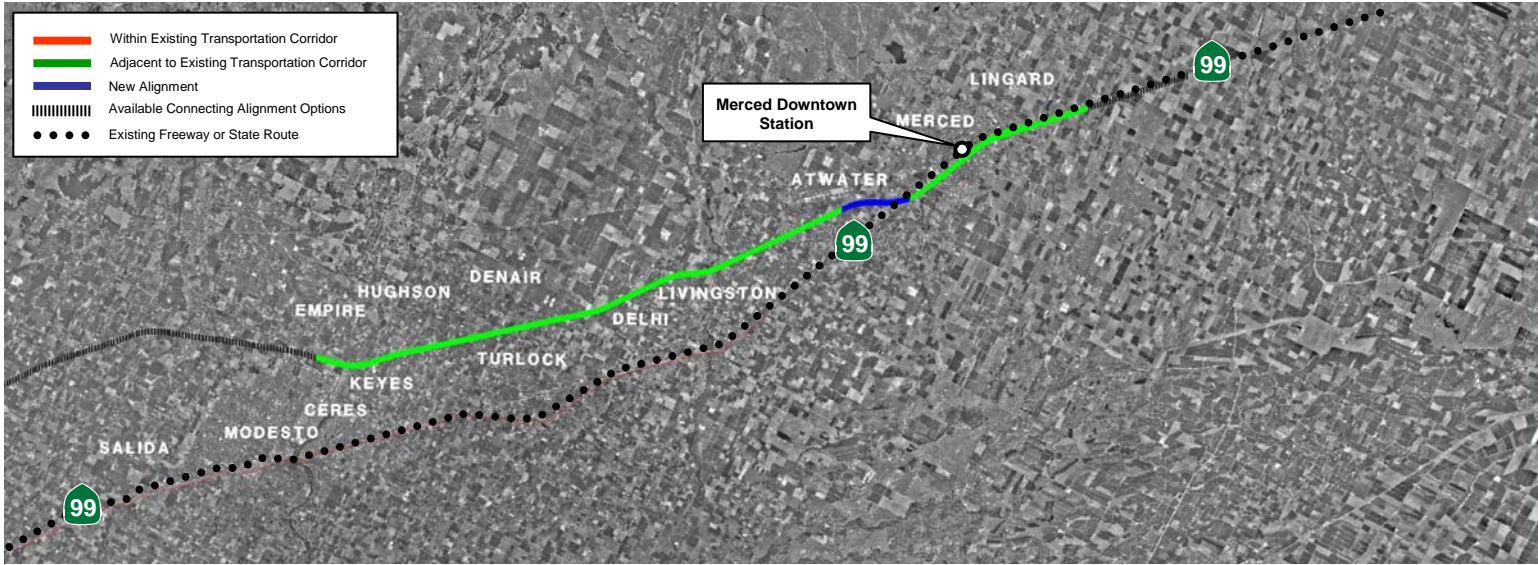 Within Existing Transportation Corridor
Adjacent to Existing Transportation Corridor
New Alignment
Available Connecting Alignment Options
Existing Freeway or State Route
99
LINGARD
Merced Downtown
Station
MERCED
ATWATER
99
DENAIR
HUGHSON
LIVINGSTON
EMPIRE
DELHI
TURLOCK
KEYES
CERES
MODESTO
SALIDA
99